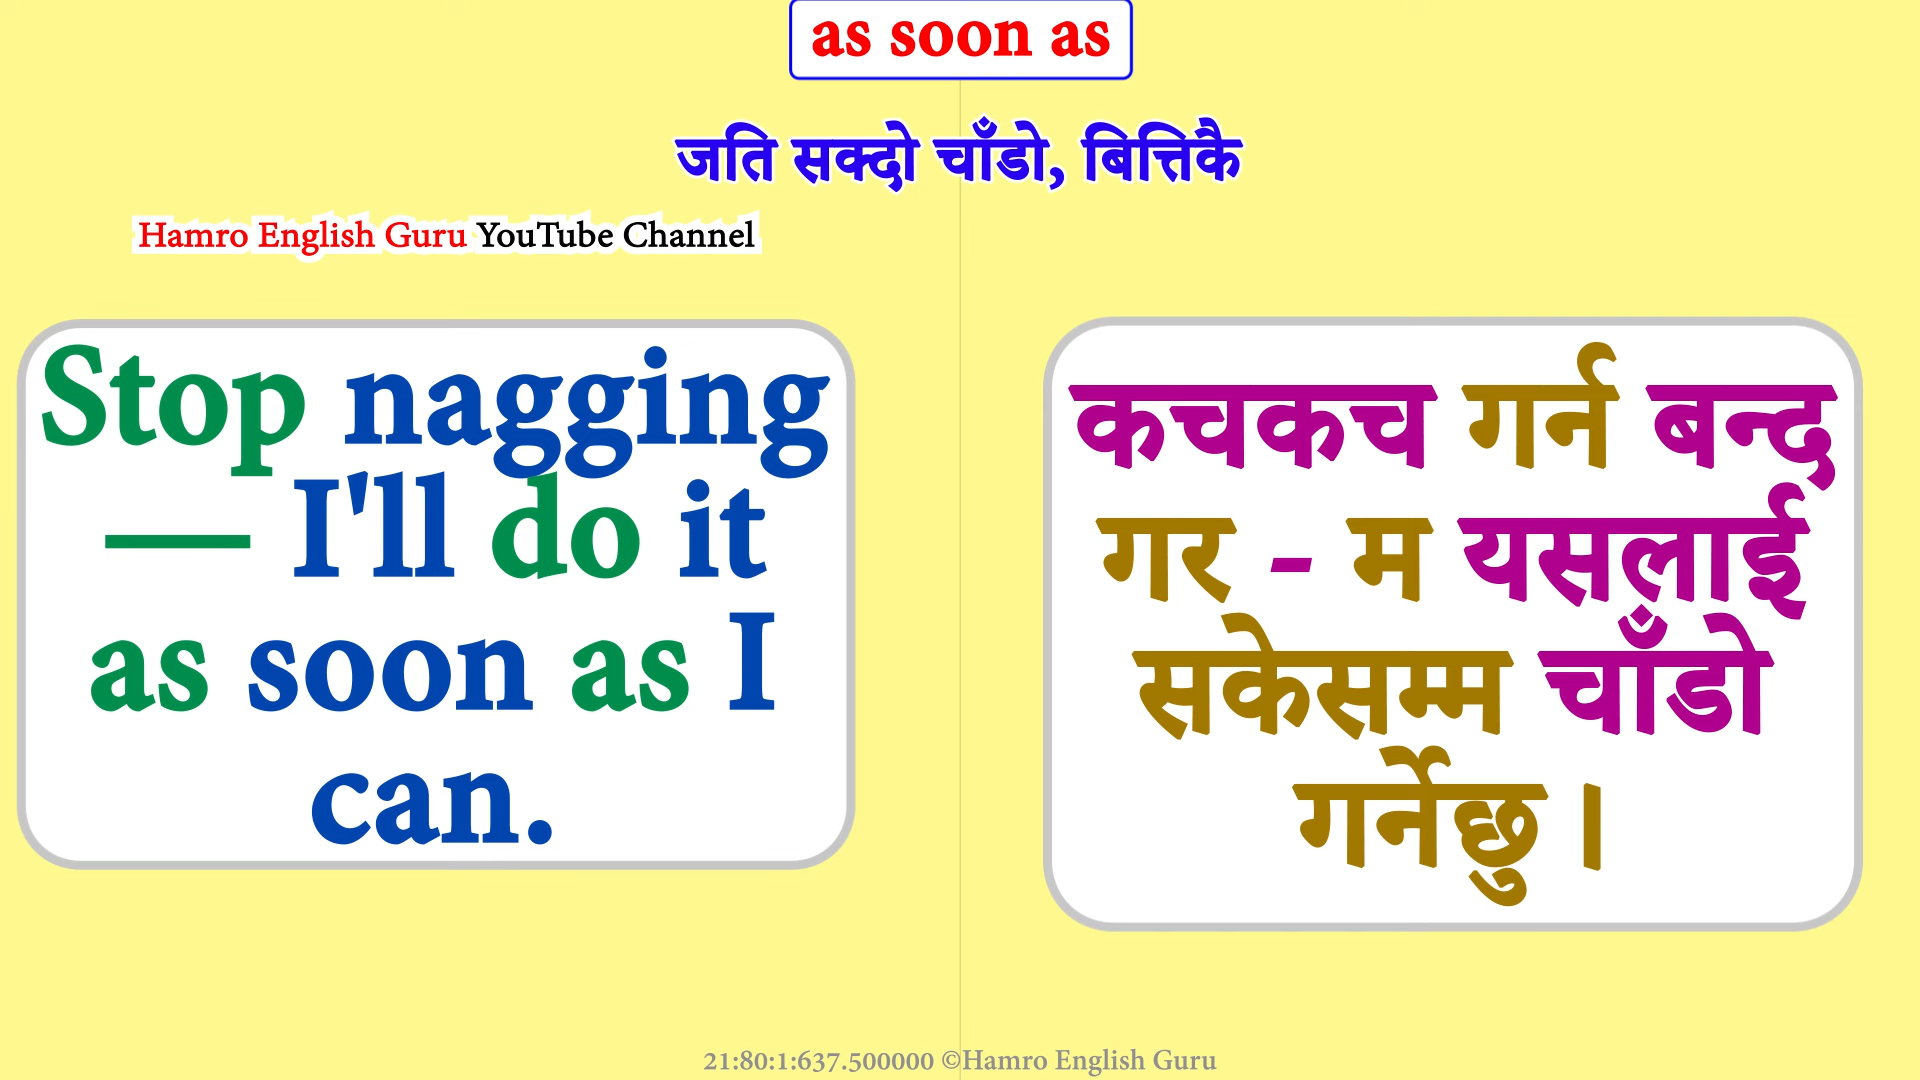 as soon as
जति सक्दो चाँडो, बित्तिकै
Hamro English Guru YouTube Channel
Stop nagging
— I'll do it
as soon as I
can.
कचकच गर्न बन्द
गर - म यसलाई
सकेसम्म चाँडो
गर्नेछु ।
21:80:1:637.500000 ©Hamro English Guru